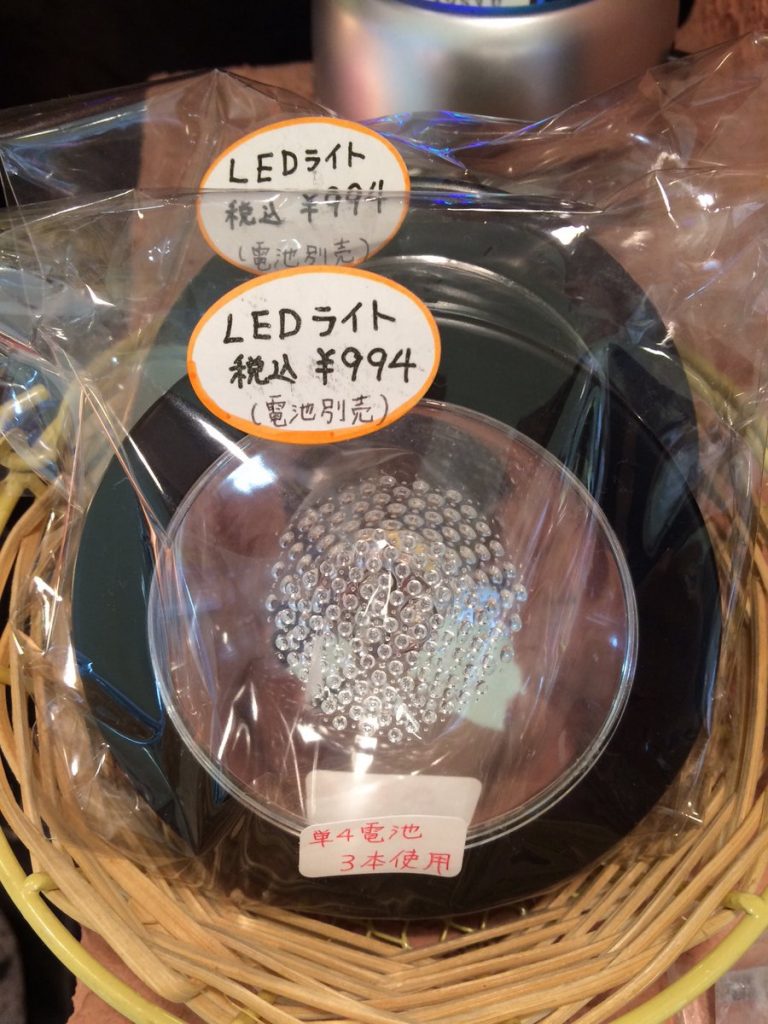 LEDライト
税込 ¥994
(電池別売)
LEDライト
税込 ¥994
(電池別売)
単4電池
3本使用